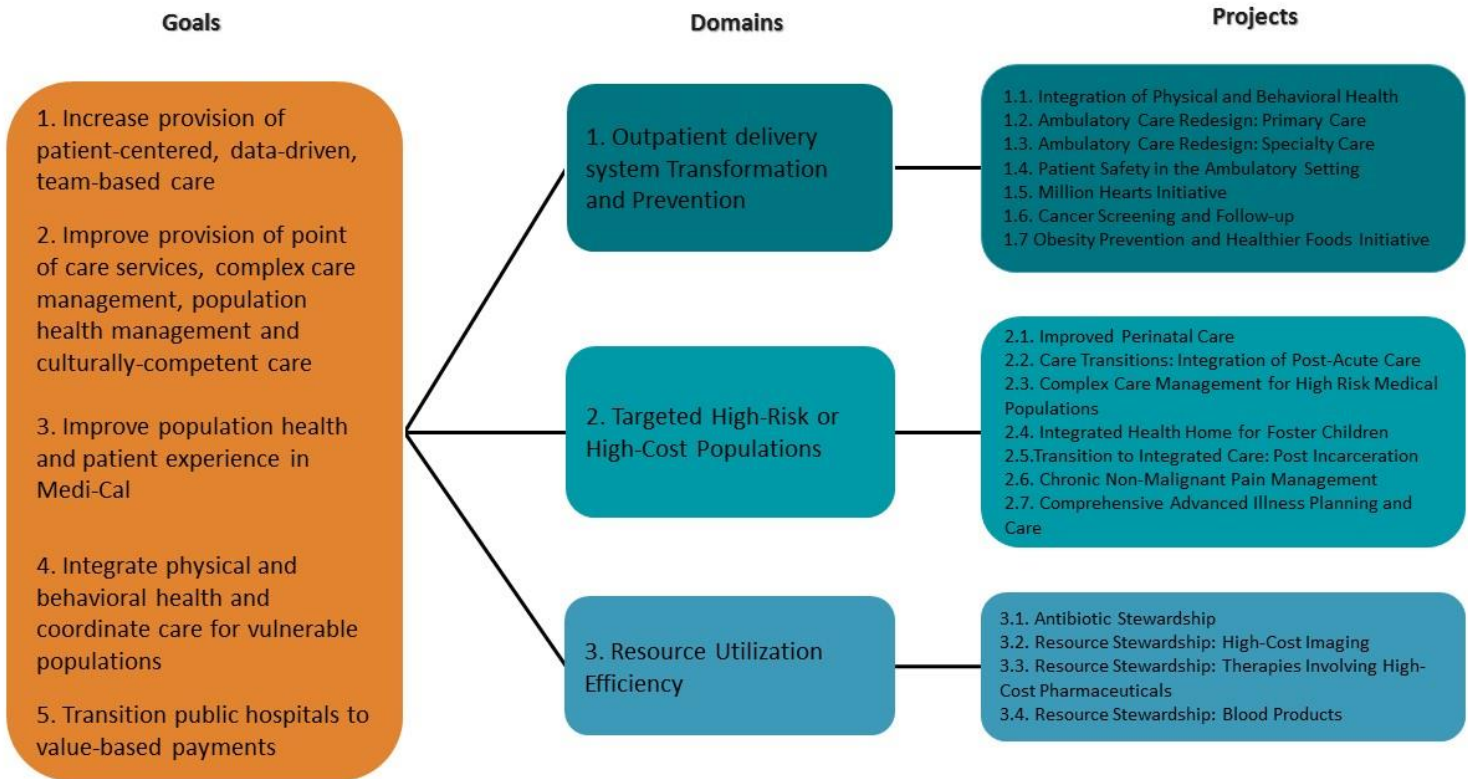 Goals
Domains
Projects
1. Increase provision of
patient-centered, data-driven,
team-based care
2. Improve provision of point
of care services, complex care
management, population
health management and
culturally-competent care
3. Improve population health
and patient experience in
Medi-Cal
4. Integrate physical and
behavioral health and
coordinate care for vulnerable
populations
5. Transition public hospitals to
value-based payments
1. Outpatient delivery
system Transformation
and Prevention
2. Targeted High-Risk or
High-Cost Populations
3. Resource Utilization
Efficiency
1.1. Integration of Physical and Behavioral Health
1.2. Ambulatory Care Redesign: Primary Care
1.3. Ambulatory Care Redesign: Specialty Care
1.4. Patient Safety in the Ambulatory Setting
1.5. Million Hearts Initiative
1.6. Cancer Screening and Follow-up
1.7 Obesity Prevention and Healthier Foods Initiative
2.1. Improved Perinatal Care
2.2. Care Transitions: Integration of Post-Acute Care
2.3. Complex Care Management for High Risk Medical
Populations
2.4. Integrated Health Home for Foster Children
2.5.Transition to Integrated Care: Post Incarceration
2.6. Chronic Non-Malignant Pain Management
2.7. Comprehensive Advanced Illness Planning and
Care
3.1. Antibiotic Stewardship
3.2. Resource Stewardship: High-Cost Imaging
3.3. Resource Stewardship: Therapies Involving High-
Cost Pharmaceuticals
3.4. Resource Stewardship: Blood Products